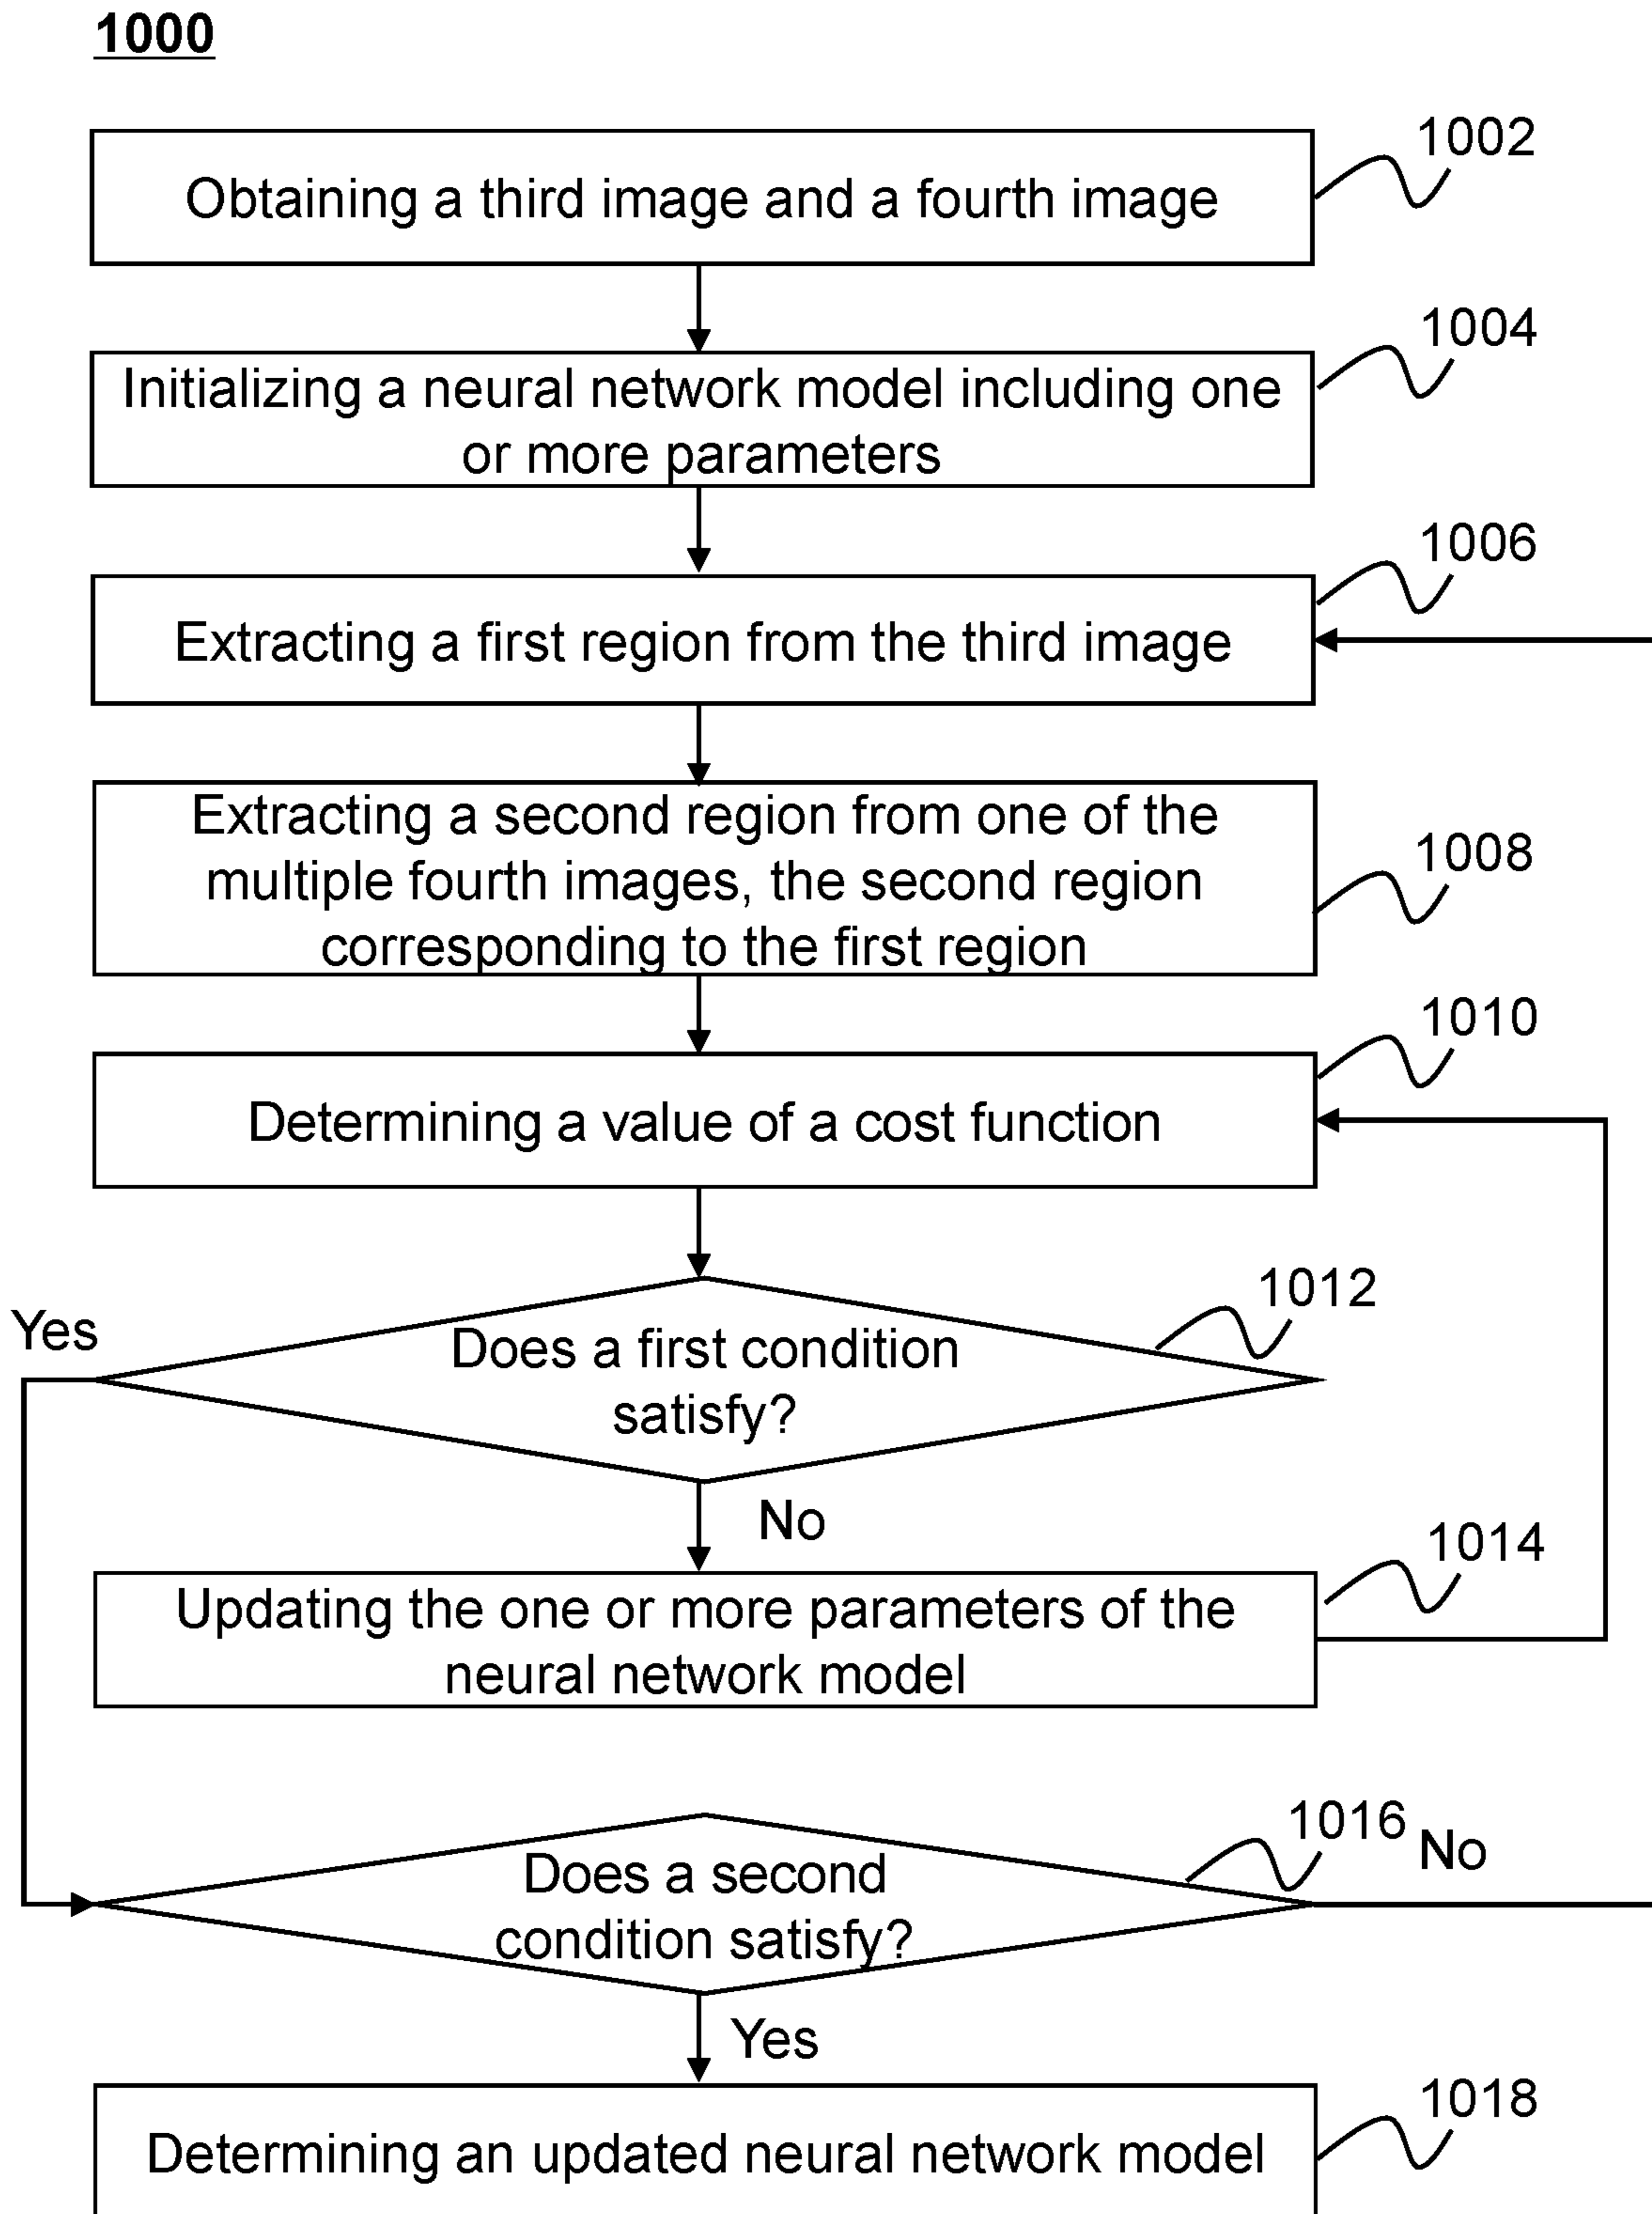 1000
1002
Obtaining a third image and a fourth image
1004
Initializing a neural network model including one
or more parameters
1006
Extracting a first region from the third image
Extracting a second region from one of the
multiple fourth images, the second region
corresponding to the first region
1008
1010
Determining a value of a cost function
1012
Yes
Does a first condition
satisfy?
No
1014
Updating the one or more parameters of the
neural network model
1016
No
Does a second
condition satisfy?
Yes
1018
Determining an updated neural network model